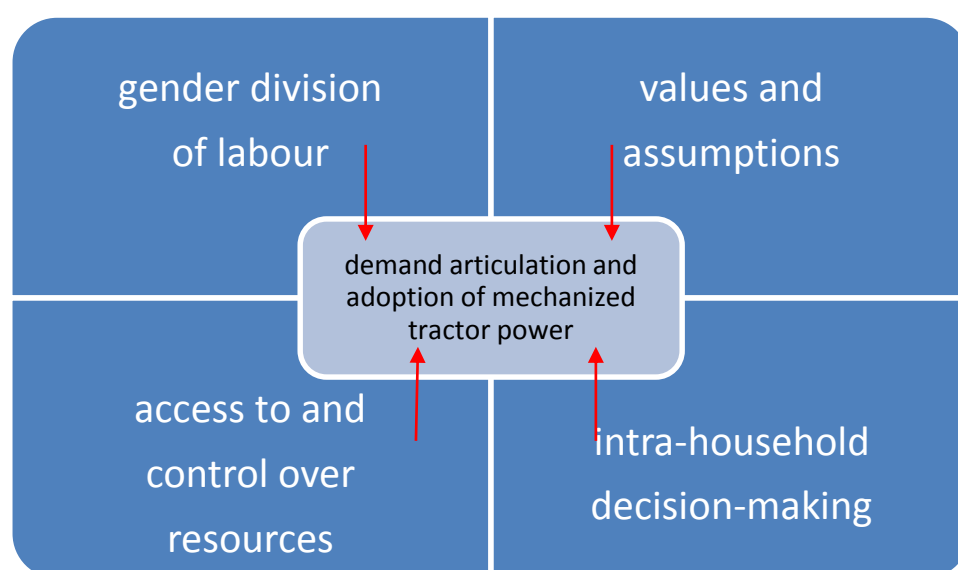 gender division
of labour
values and
assumptions
demand articulation and
adoption of mechanized
tractor power
access to and
control over
resources
intra-household
decision-making